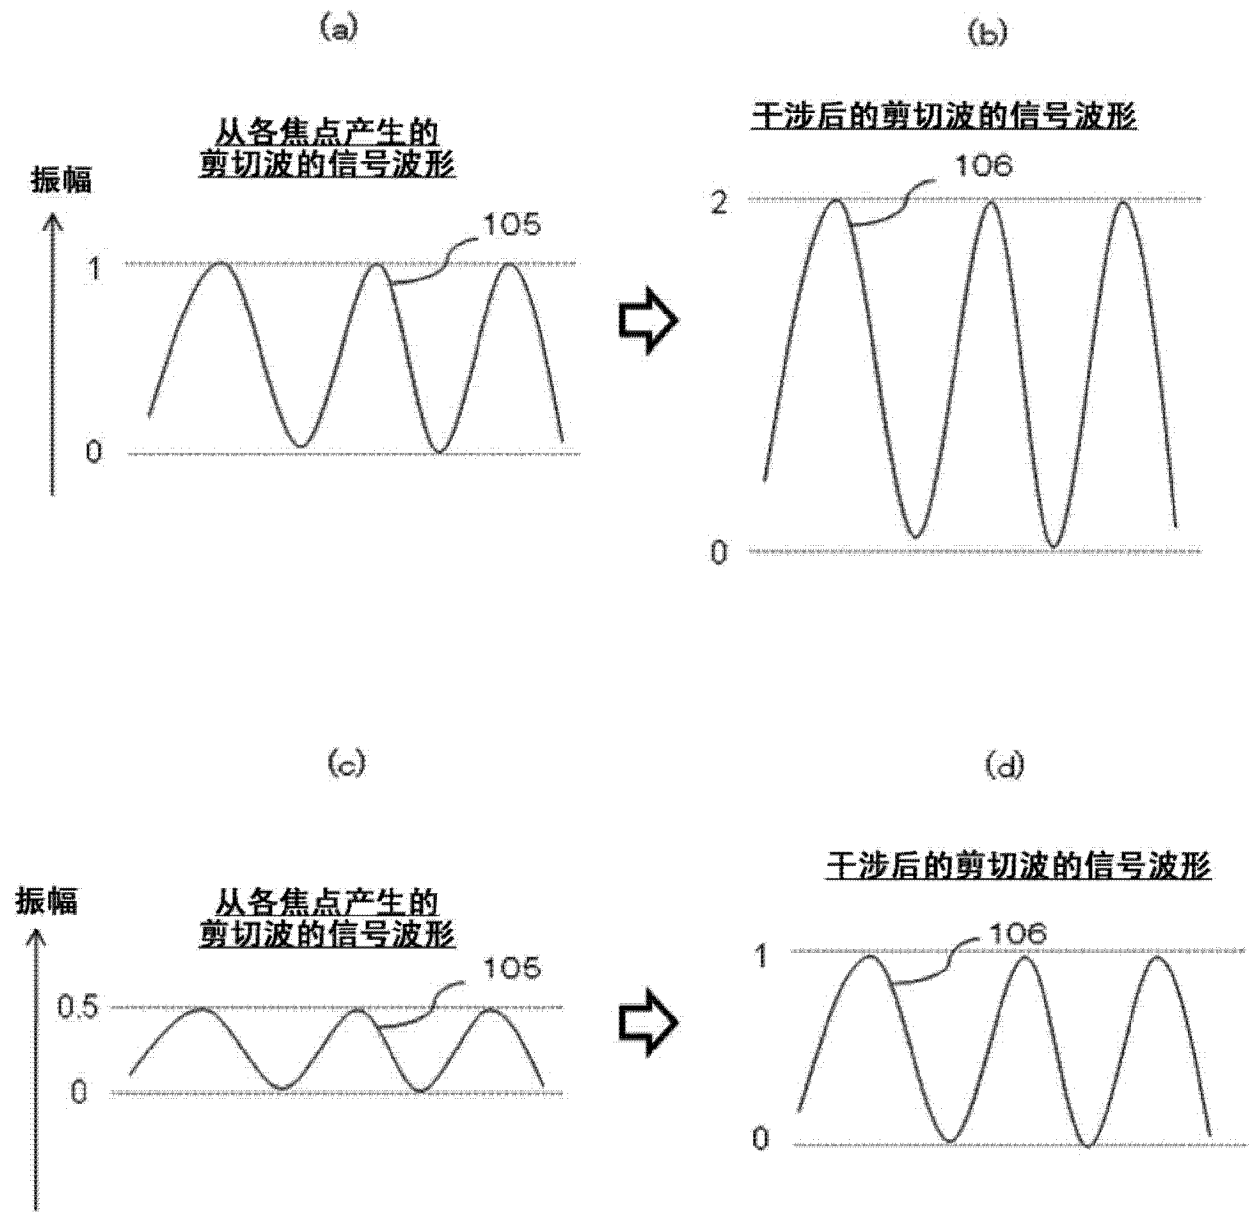 (a)
从各焦点产生的
剪切波的信号波形
振幅
105
1
0
(b)
干涉后的剪切波的信号波形
106
2
0
(c)
从各焦点产生的
剪切波的信号波形
振幅
105
0.5
0
(d)
干涉后的剪切波的信号波形
106
1
0